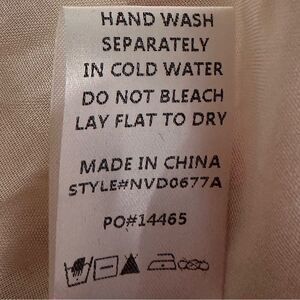 HAND WASH
SEPARATELY
IN COLD WATER
DO NOT BLEACH
LAY FLAT TO DRY
MADE IN CHINA
STYLE#NVD0677A
PO#14465